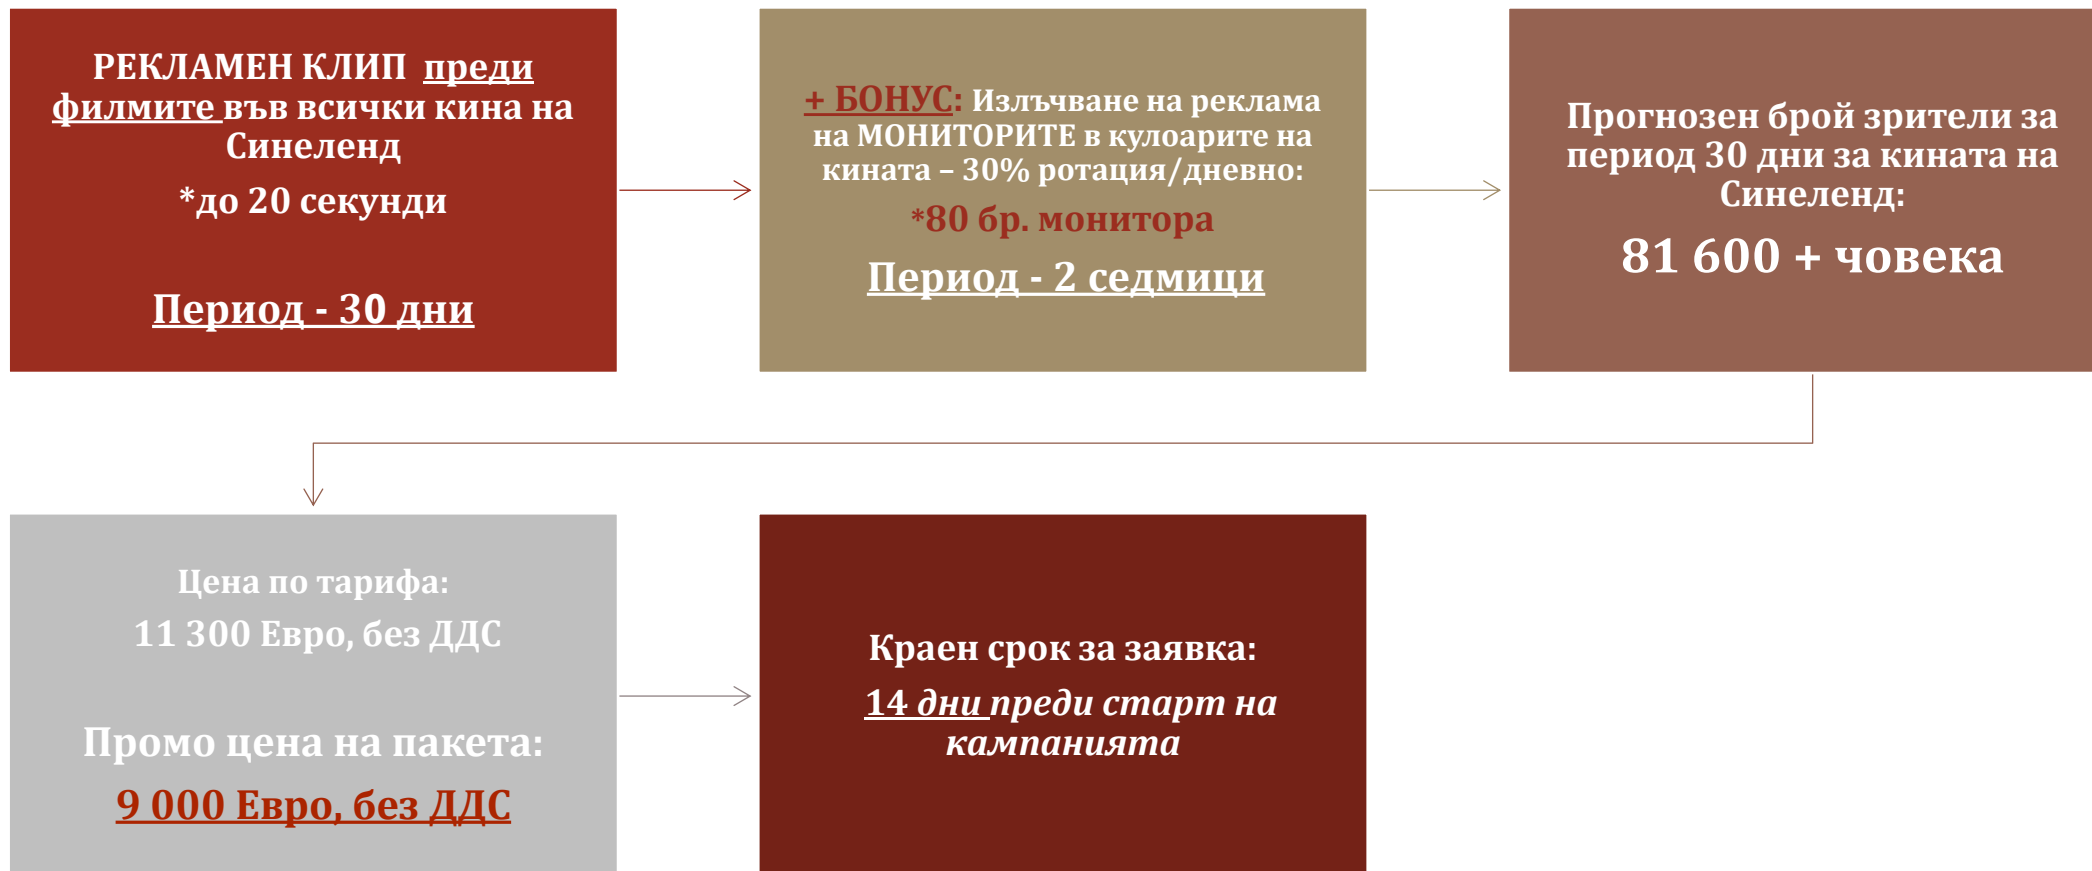 РЕКЛАМЕН КЛИП преди
филмите във всички кина на
Синеленд
*до 20 секунди
Период - 30 дни
+ БОНУС: Излъчване на реклама
на МОНИТОРИТЕ в кулоарите на
кината – 30% ротация/дневно:
*80 бр. монитора
Период - 2 седмици
Прогнозен брой зрители за
период 30 дни за кината на
Синеленд:
81 600 + човека
Цена по тарифа:
11 300 Евро, без ДДС
Промо цена на пакета:
9 000 Евро, без ДДС
Краен срок за заявка:
14 дни преди старт на
кампанията